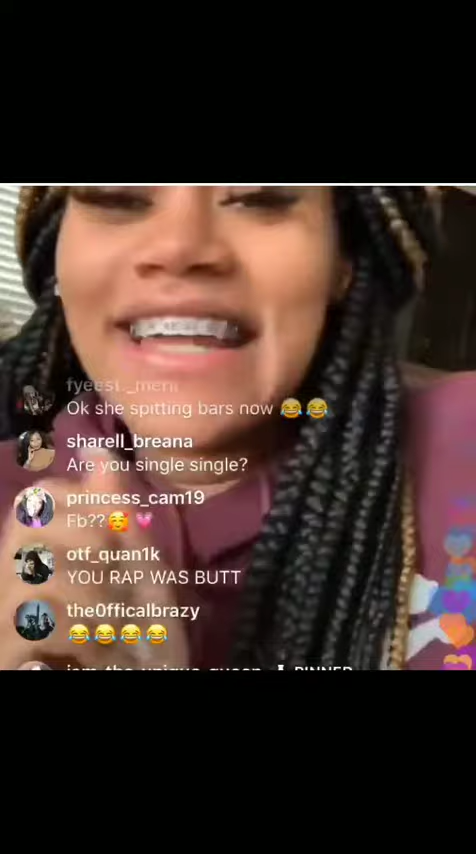 Ok she spitting bars now 😂😂
sharell_breana
Are you single single?
princess_cam19
Fb??🥰💗
otf_quan1k
YOU RAP WAS BUTT
the0fficalbrazy
😂😂😂😂